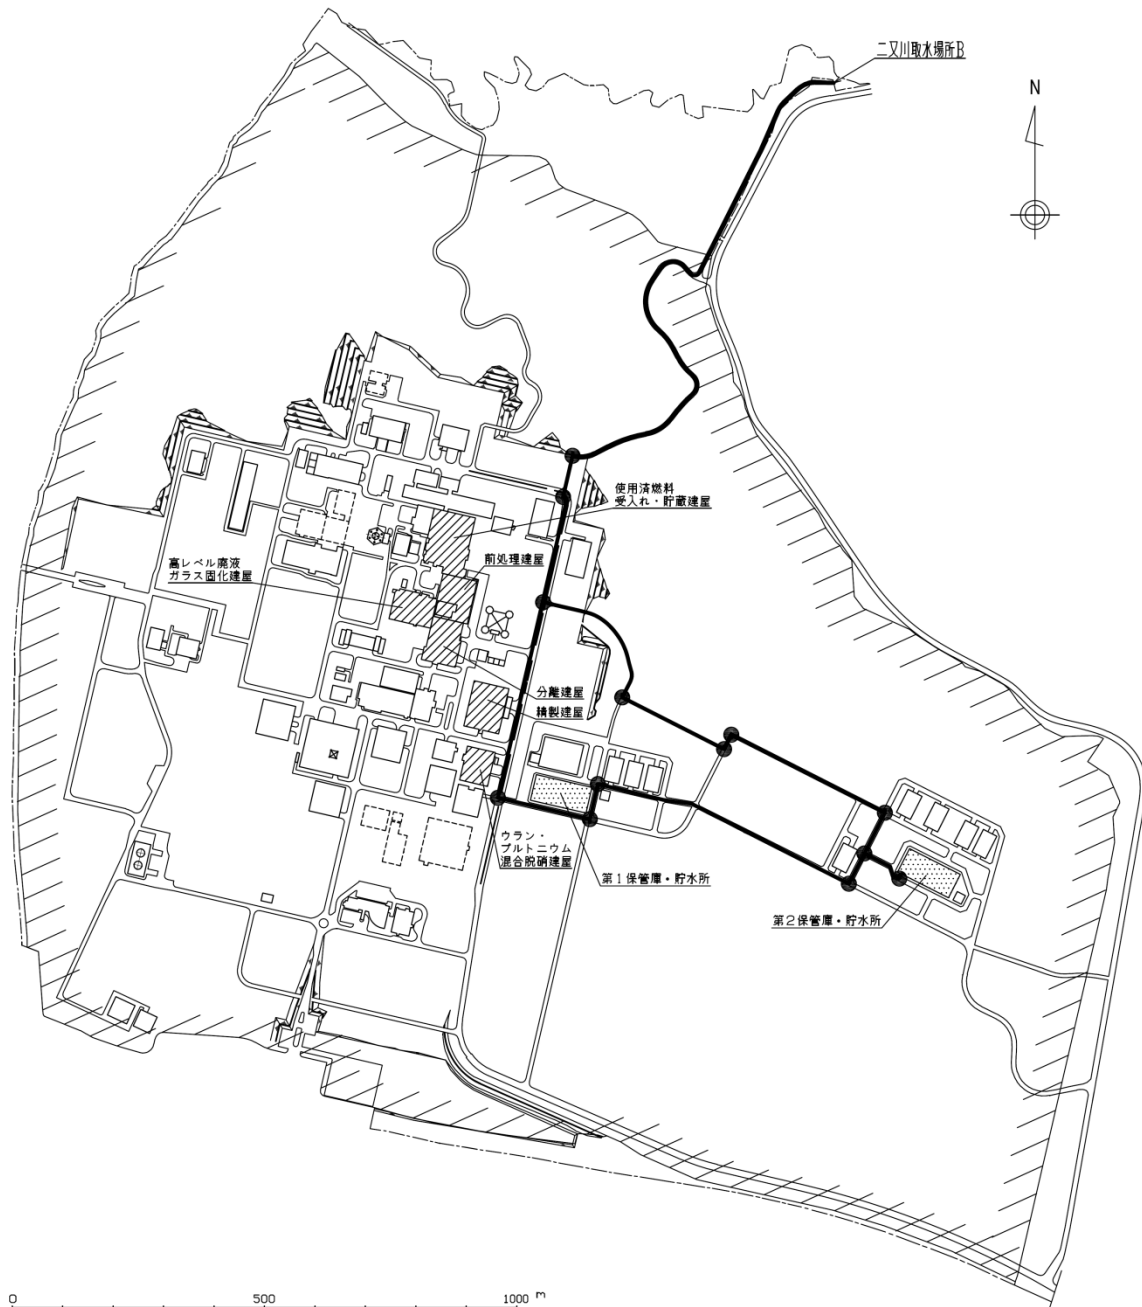 二又川取水場所B
N
使用済燃料
受入れ・貯蔵建屋
前処理建屋
高レベル廃液
ガラス固化建屋
分離建屋
精製建屋
ウラン・
プルトニウム
混合脱硝建屋
第1保管庫・貯水所
第2保管庫・貯水所
0 500 1000 m